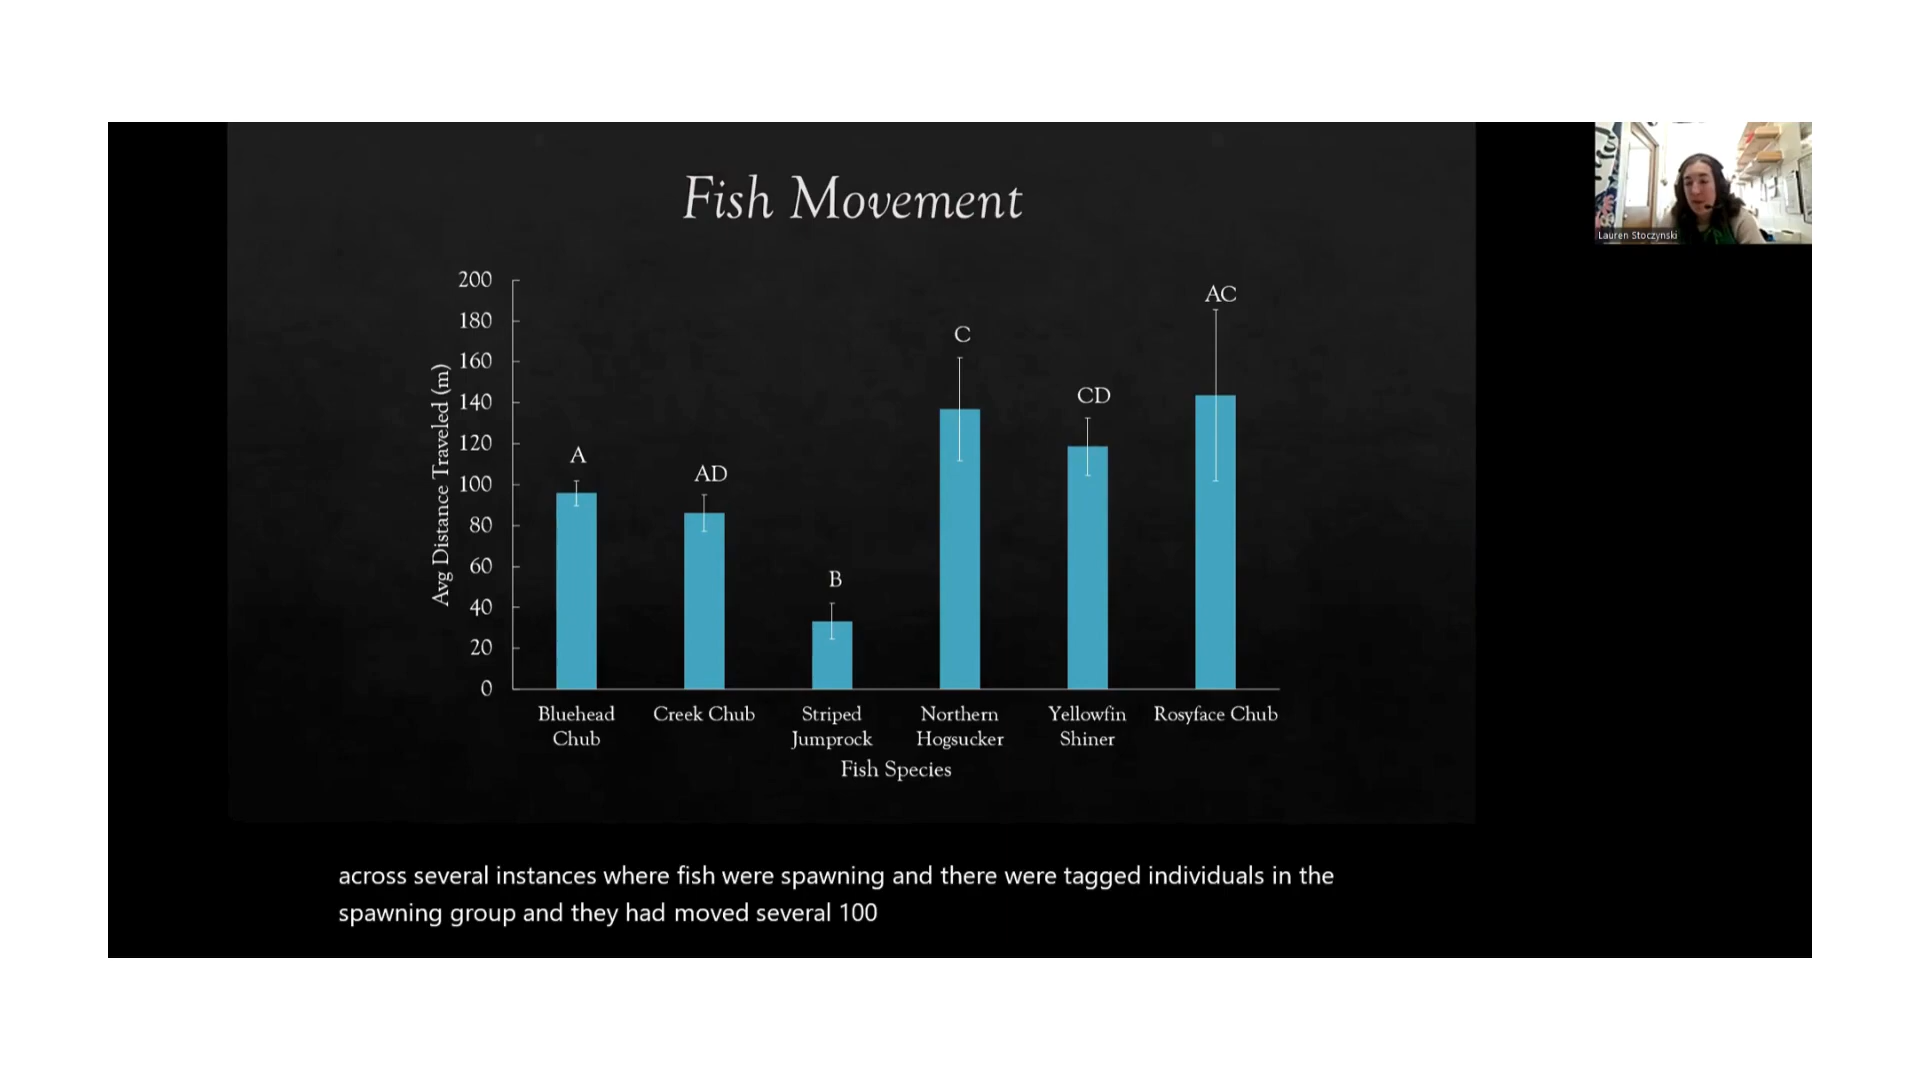 Fish Movement
Lauren Stoczynski
200
180
160
140
120
100
80
60
40
20
0
Avg Distance Traveled (m)
A
AD
B
C
CD
AC
Bluehead
Chub
Creek Chub
Striped
Jumprock
Northern
Hogsucker
Yellowfin
Shiner
Rosyface Chub
Fish Species
across several instances where fish were spawning and there were tagged individuals in the
spawning group and they had moved several 100